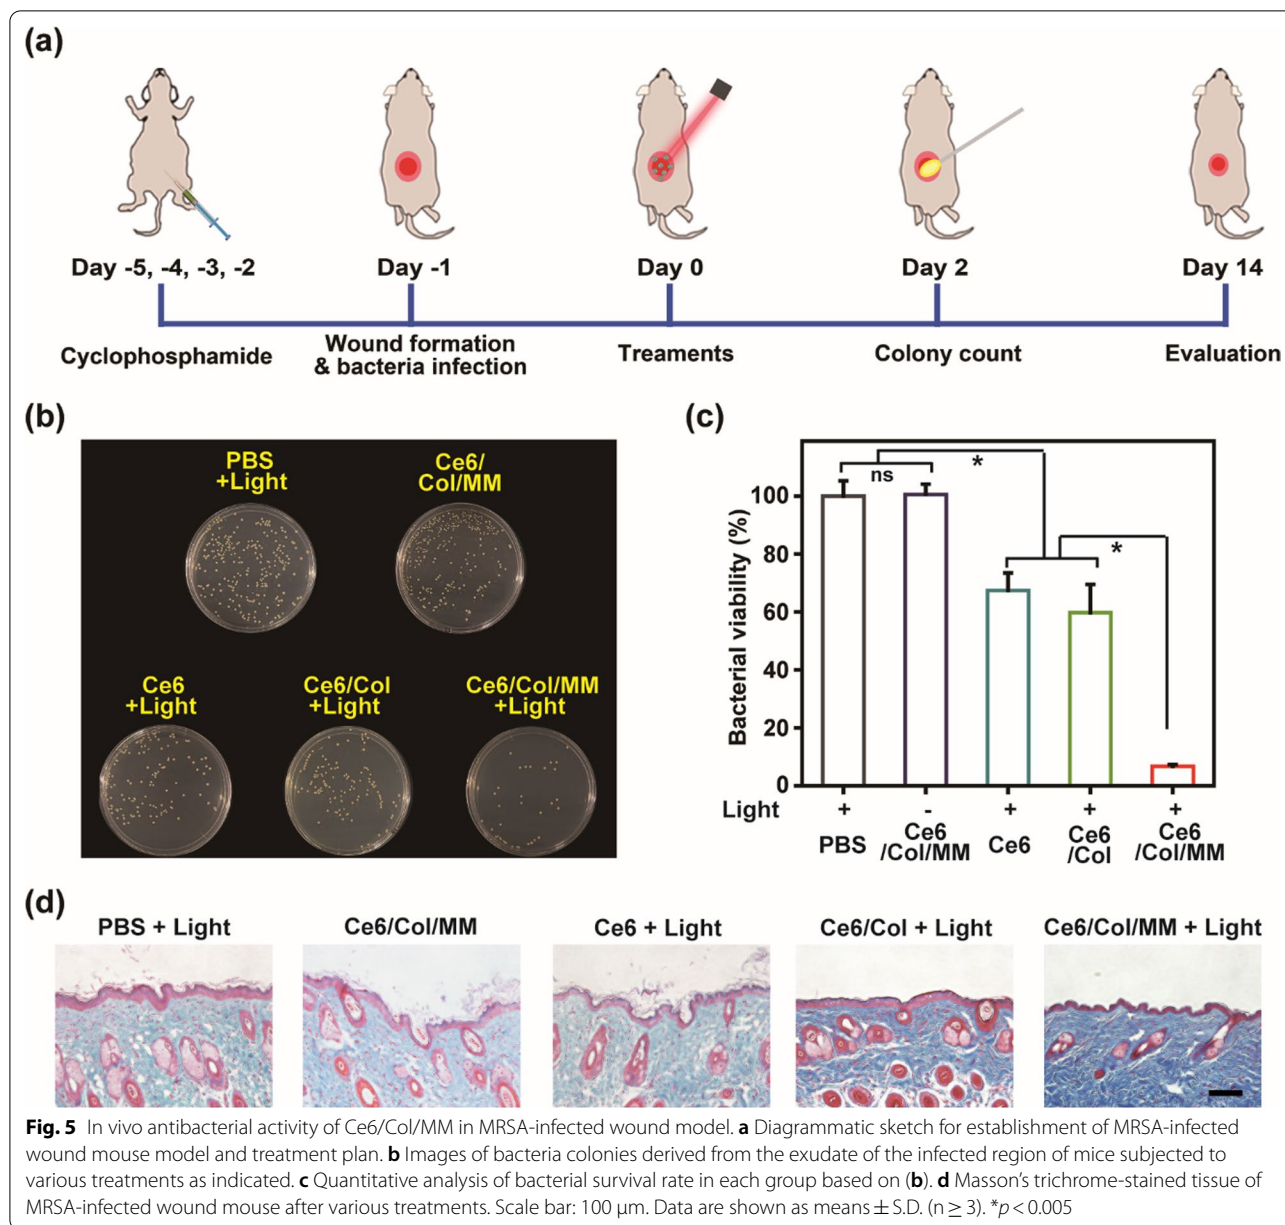 (a)
Day -5, -4, -3, -2
Day -1
Day 0
Day 2
Day 14
Cyclophosphamide
Wound formation
& bacteria infection
Treaments
Colony count
Evaluation
(b)
PBS
+Light
Ce6/
Col/MM
Ce6
+Light
Ce6/Col
+Light
Ce6/Col/MM
+Light
(c)
Bacterial viability (%)
100
80
60
40
20
0
ns
*
*
Light
+
-
+
+
+
PBS
Ce6
/Col/MM
Ce6
Ce6
/Col
Ce6
/Col/MM
(d)
PBS + Light
Ce6/Col/MM
Ce6 + Light
Ce6/Col + Light
Ce6/Col/MM + Light
Fig. 5 In vivo antibacterial activity of Ce6/Col/MM in MRSA-infected wound model. a Diagrammatic sketch for establishment of MRSA-infected
wound mouse model and treatment plan. b Images of bacteria colonies derived from the exudate of the infected region of mice subjected to
various treatments as indicated. c Quantitative analysis of bacterial survival rate in each group based on (b). d Masson's trichrome-stained tissue of
MRSA-infected wound mouse after various treatments. Scale bar: 100 μm. Data are shown as means ± S.D. (n ≥ 3). *p < 0.005